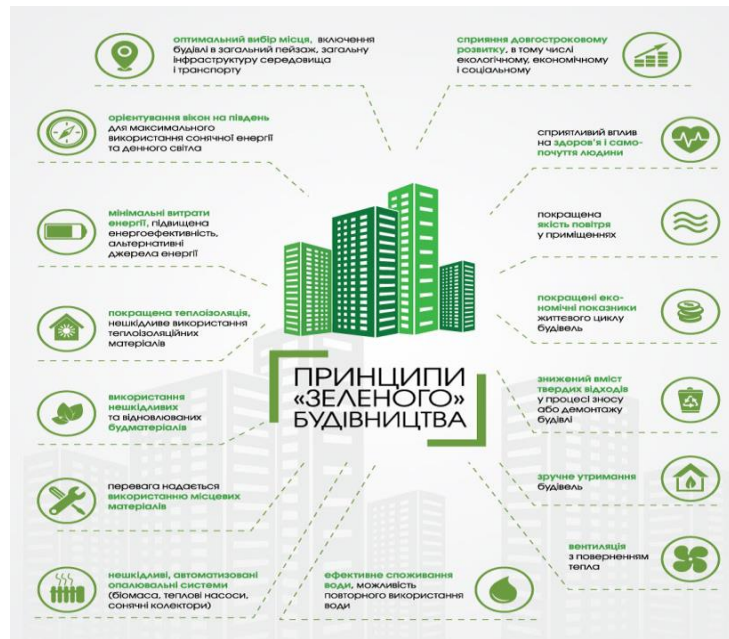 оптимальний вибір місця, включення
будівлі в загальний пейзаж, загальну
інфраструктуру середовища
і транспорту
сприяння довгостроковому
розвитку, в тому числі
екологічному, економічному
і соціальному
орієнтування вікон на південь
для максимального
використання сонячної енергії
та денного світла
сприятливий вплив
на здоров'я і само-
почуття людини
мінімальні витрати
енергії, підвищена
енергоефективність,
альтернативні
джерела енергії
покращена
якість повітря
у приміщеннях
покращена теплоізоляція,
нешкідливе використання
теплоізоляційних
матеріалів
покращені еко-
номічні показники
життєвого циклу
будівель
ПРИНЦИПИ
«ЗЕЛЕНОГО»
БУДІВНИЦТВА
використання
нешкідливих
та відновлюваних
будматеріалів
знижений вміст
твердих відходів
у процесі зносу
або демонтажу
будівлі
перевага надається
використанню місцевих
матеріалів
зручне утримання
будівель
вентиляція
з поверненням
тепла
нешкідливі, автоматизовані
опалювальні системи
(біомаса, теплові насоси,
сонячні колектори)
ефективне споживання
води, можливість
повторного використання
води